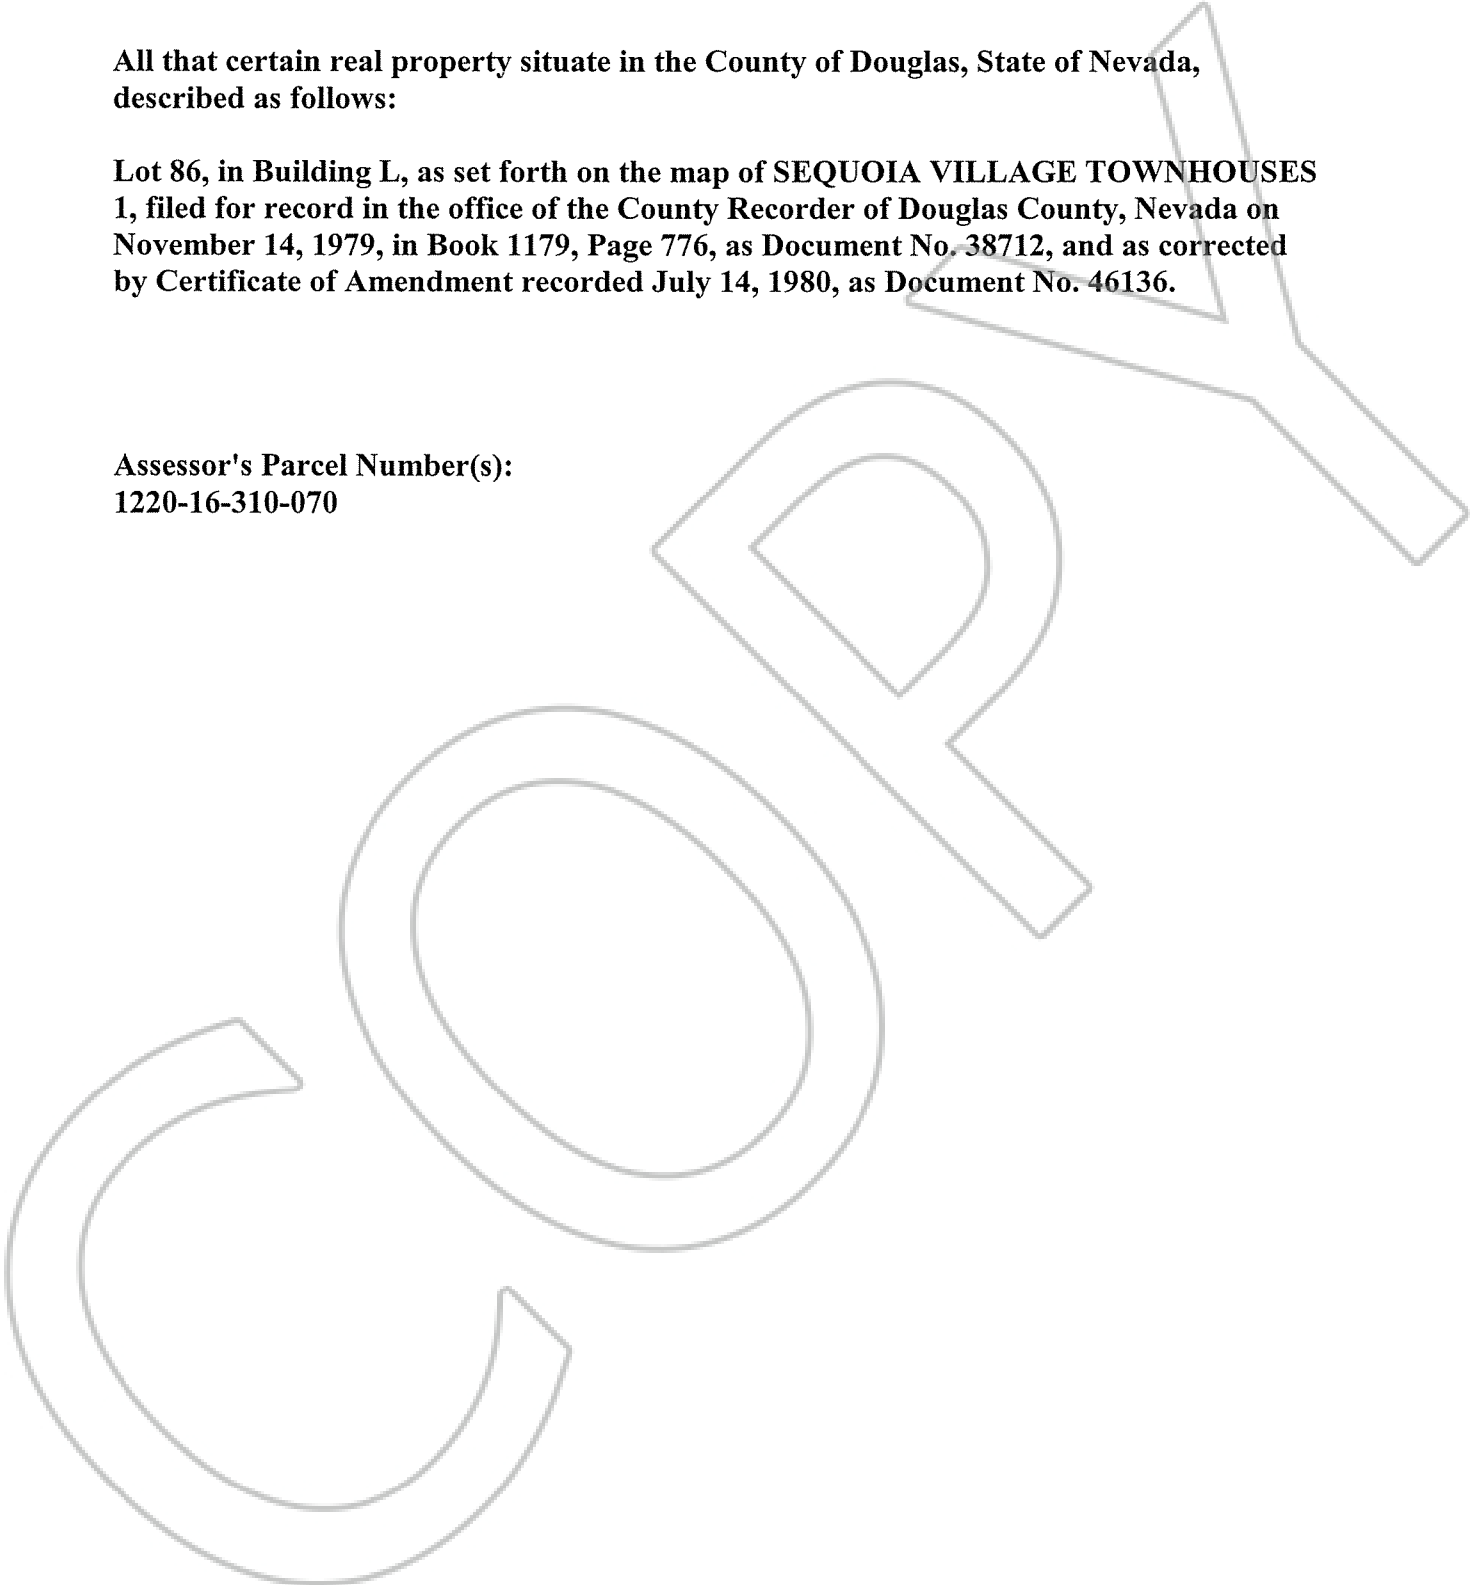 All that certain real property situate in the County of Douglas, State of Nevada,
described as follows:
Lot 86, in Building L, as set forth on the map of SEQUOIA VILLAGE TOWNHOUSES
1, filed for record in the office of the County Recorder of Douglas County, Nevada on
November 14, 1979, in Book 1179, Page 776, as Document No. 38712, and as corrected
by Certificate of Amendment recorded July 14, 1980, as Document No. 46136.
Assessor's Parcel Number(s):
1220-16-310-070
COPY